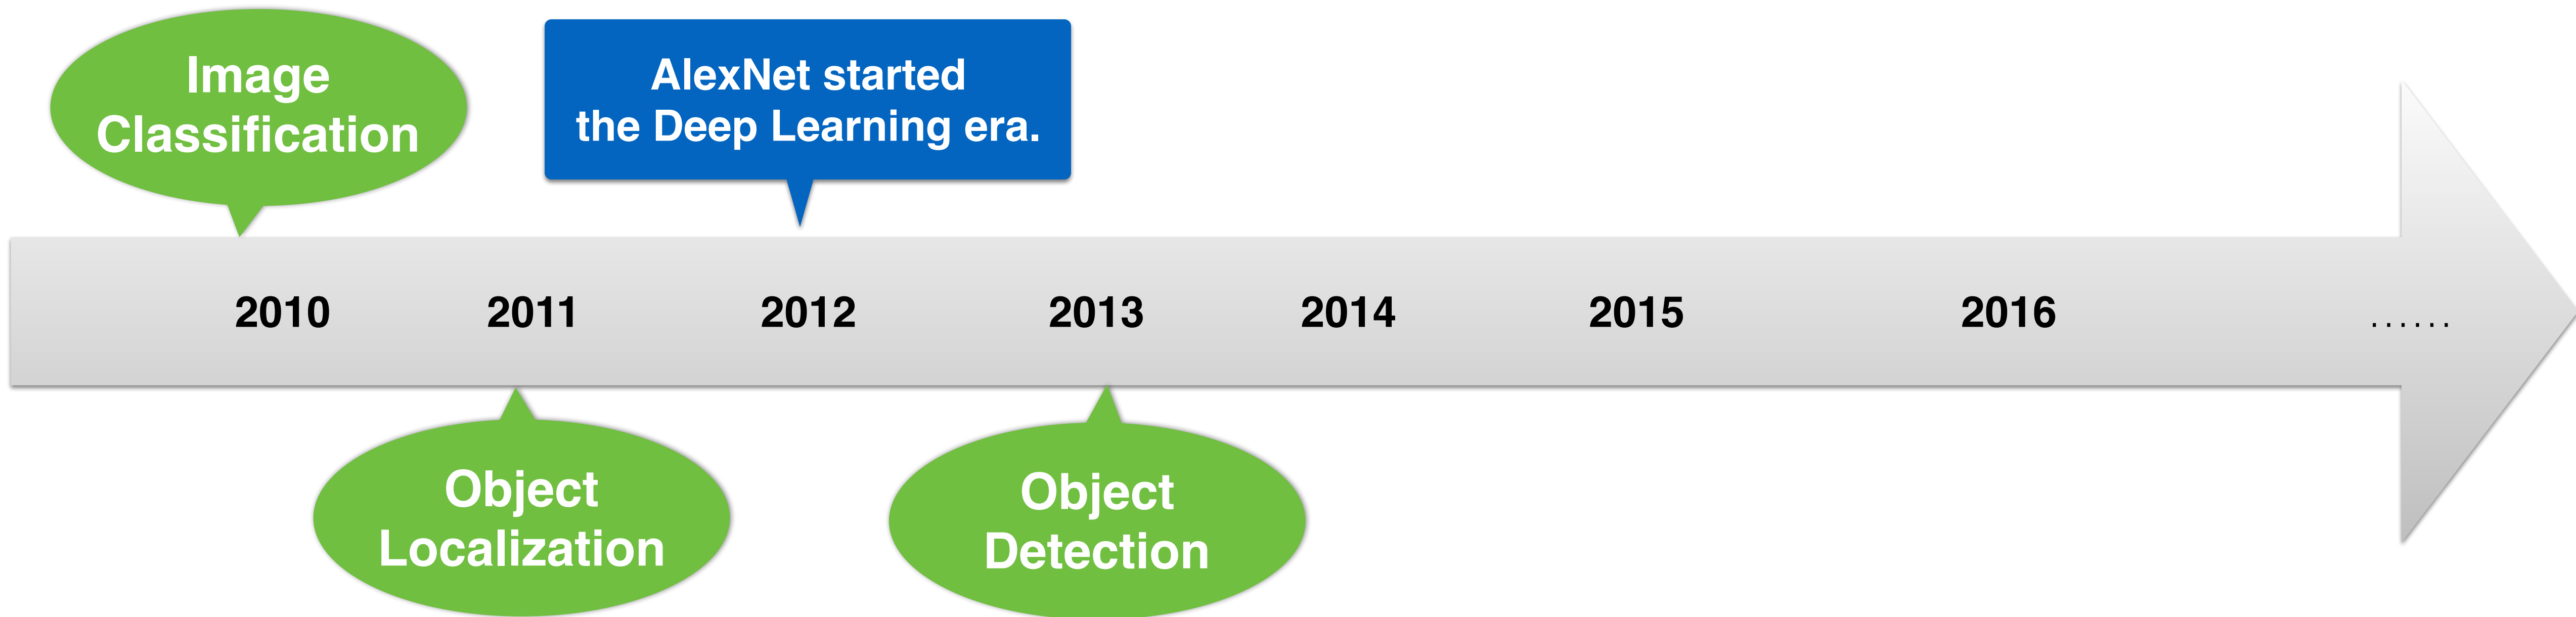 Image
Classification
AlexNet started
the Deep Learning era.
2010 2011 2012 2013 2014 2015 2016 ......
Object
Localization
Object
Detection